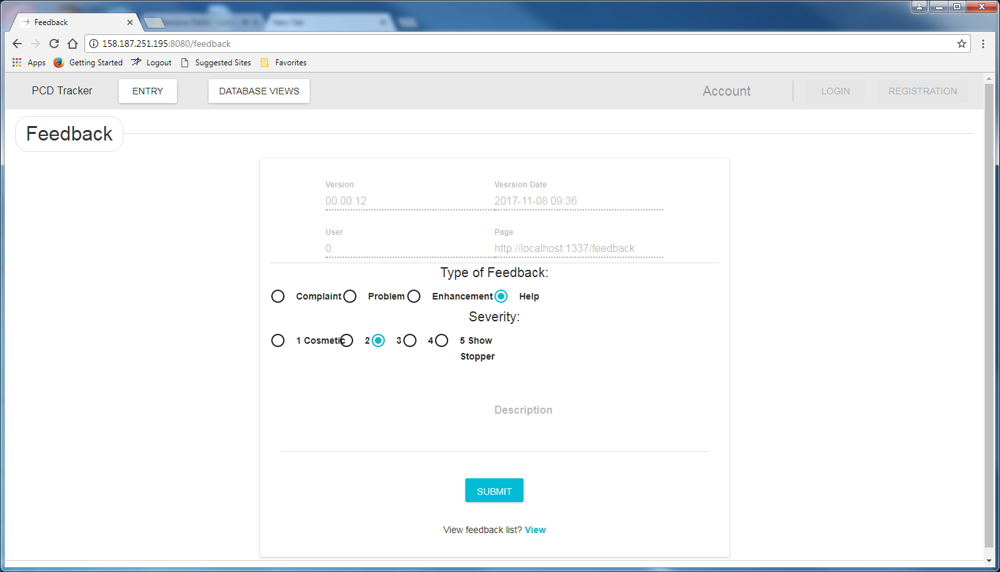 Feedback
158.187.251.195:8080/feedback
Apps Getting Started Logout Suggested Sites Favorites
PCD Tracker ENTRY DATABASE VIEWS Account LOGIN REGISTRATION
Feedback
Version Vesrsion Date
00.00.12 2017-11-08 09:36
User Page
0 http://localhost:1337/feedback
Type of Feedback:
Complaint Problem Enhancement Help
Severity:
1 Cosmetic 2 3 4 5 Show
Stopper
Description
SUBMIT
View feedback list? View